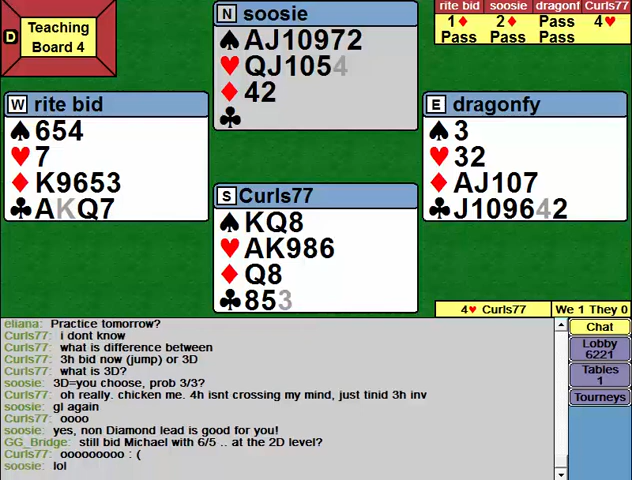 D
Teaching
Board 4
N soosie
♠AJ10972
♥QJ1054
♦42
♣
rite bid soosie dragonf Curls77
1♦ 2♦ Pass 4♥
Pass Pass Pass
W rite bid
♠654
♥7
♦K9653
♣AKQ7
E dragonfy
♠3
♥32
♦AJ107
♣J109642
S Curls77
♠KQ8
♥AK986
♦Q8
♣853
4♥ Curls77
We 1 They 0
eliana: Practice tomorrow?
Curls77: i dont know
Curls77: what is difference between
Curls77: 3h bid now (jump) or 3D
Curls77: what is 3D?
soosie: 3D=you choose, prob 3/3?
Curls77: oh really. chicken me. 4h isnt crossing my mind, just tinid 3h inv
soosie: gl again
Curls77: oooo
soosie: yes, non Diamond lead is good for you!
GG_Bridge: still bid Michael with 6/5 .. at the 2D level?
Curls77: ooooooooo : (
soosie: lol
Chat
Lobby
6221
Tables
1
Tourneys